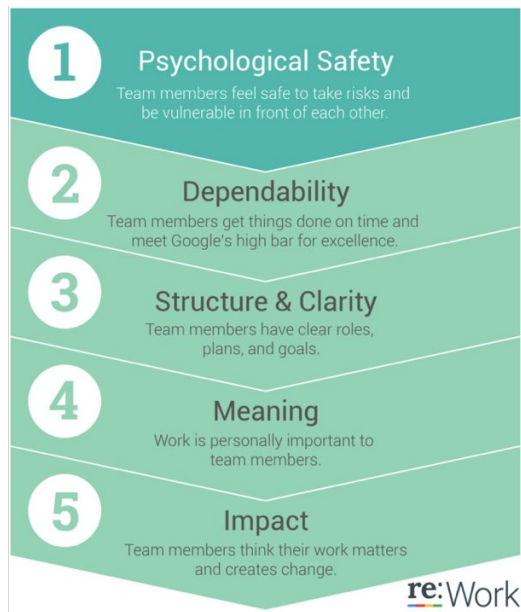 1
Psychological Safety
Team members feel safe to take risks and
be vulnerable in front of each other.
2
Dependability
Team members get things done on time and
meet Google's high bar for excellence.
3
Structure & Clarity
Team members have clear roles,
plans, and goals.
4
Meaning
Work is personally important to
team members.
5
Impact
Team members think their work matters
and creates change.
re:Work